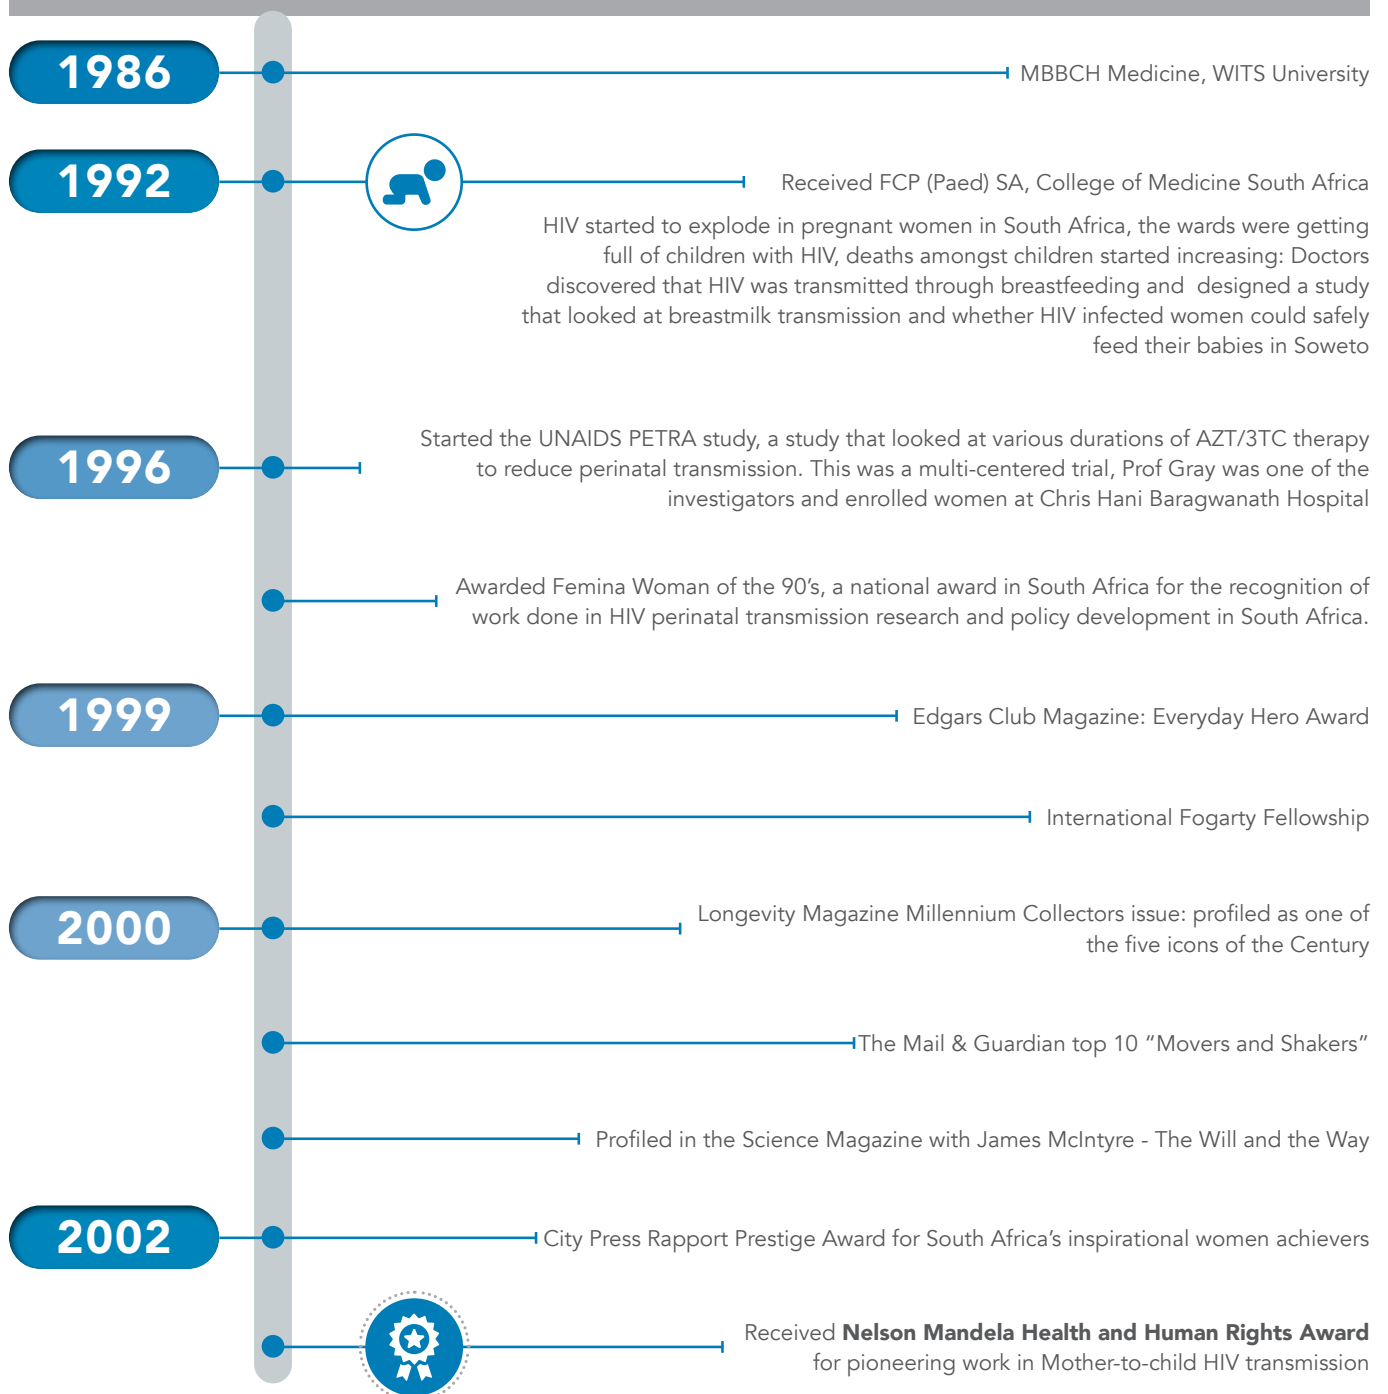 1986
MBBCH Medicine, WITS University
1992
Received FCP (Paed) SA, College of Medicine South Africa
HIV started to explode in pregnant women in South Africa, the wards were getting
full of children with HIV, deaths amongst children started increasing: Doctors
discovered that HIV was transmitted through breastfeeding and  designed a study
that looked at breastmilk transmission and whether HIV infected women could safely
feed their babies in Soweto
1996
Started the UNAIDS PETRA study, a study that looked at various durations of AZT/3TC therapy
to reduce perinatal transmission. This was a multi-centered trial, Prof Gray was one of the
investigators and enrolled women at Chris Hani Baragwanath Hospital
Awarded Femina Woman of the 90’s, a national award in South Africa for the recognition of
work done in HIV perinatal transmission research and policy development in South Africa.
1999
Edgars Club Magazine: Everyday Hero Award
International Fogarty Fellowship
2000
Longevity Magazine Millennium Collectors issue: profiled as one of
the five icons of the Century
The Mail & Guardian top 10 “Movers and Shakers”
Profiled in the Science Magazine with James McIntyre - The Will and the Way
2002
City Press Rapport Prestige Award for South Africa’s inspirational women achievers
Received Nelson Mandela Health and Human Rights Award
for pioneering work in Mother-to-child HIV transmission